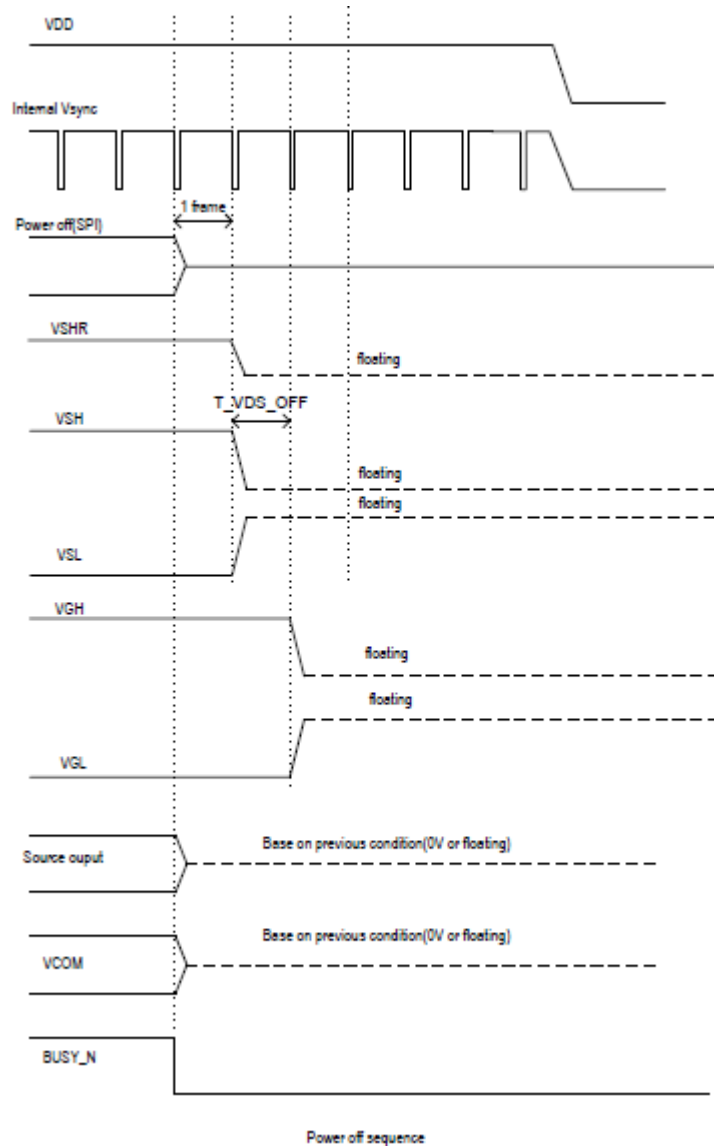 VDD
Internal Vsync
1 frame
Power off(SPI)
VSHR
floating
T_VDS_OFF
VSH
floating
floating
VSL
VGH
floating
floating
VGL
Base on previous condition(0V or floating)
Source ouput
Base on previous condition(0V or floating)
VCOM
BUSY_N
Power off sequence